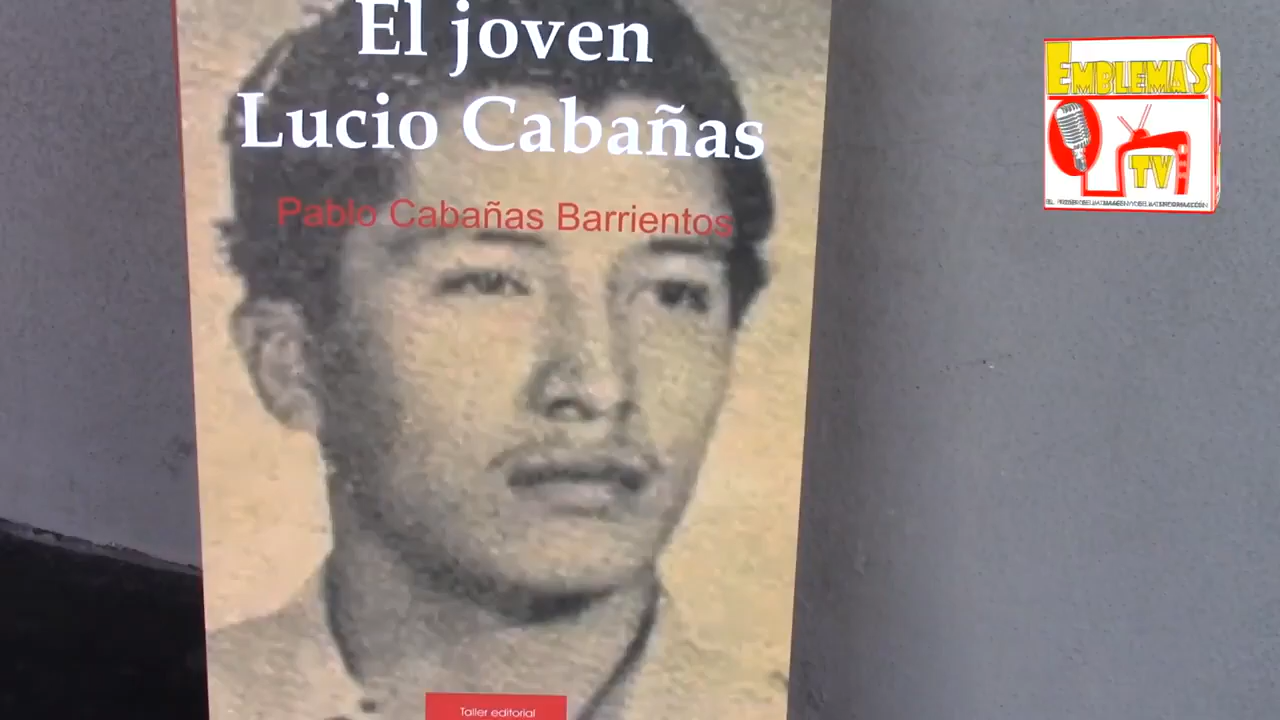 El joven
Lucio Cabañas
Pablo Cabañas Barrientos
Taller editorial
EMBLEMAS
TV